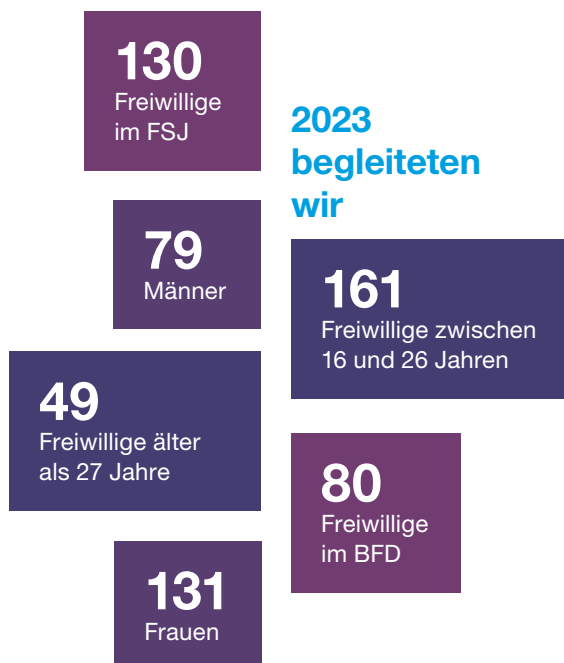 130
Freiwillige
im FSJ
2023
begleiteten
wir
79
Männer
161
Freiwillige zwischen
16 und 26 Jahren
49
Freiwillige älter
als 27 Jahre
80
Freiwillige
im BFD
131
Frauen